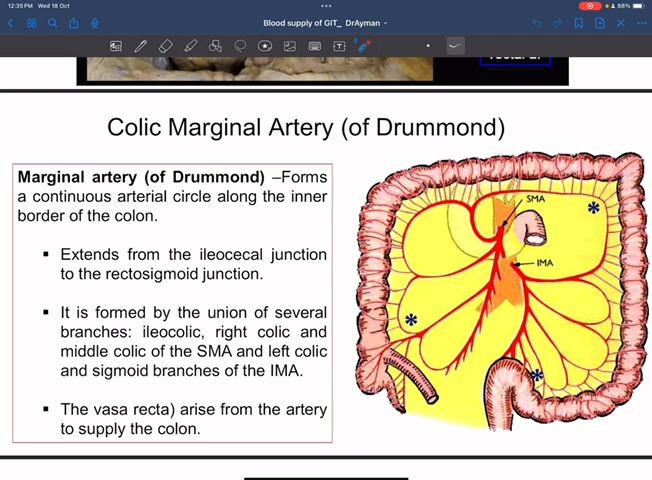 12:35 PM Wed 18 Oct
88%
Blood supply of GIT_ DrAyman
Colic Marginal Artery (of Drummond)
Marginal artery (of Drummond) –Forms
a continuous arterial circle along the inner
border of the colon.
▪ Extends from the ileocecal junction
to the rectosigmoid junction.
▪ It is formed by the union of several
branches: ileocolic, right colic and
middle colic of the SMA and left colic
and sigmoid branches of the IMA.
▪ The vasa recta) arise from the artery
to supply the colon.
SMA
IMA